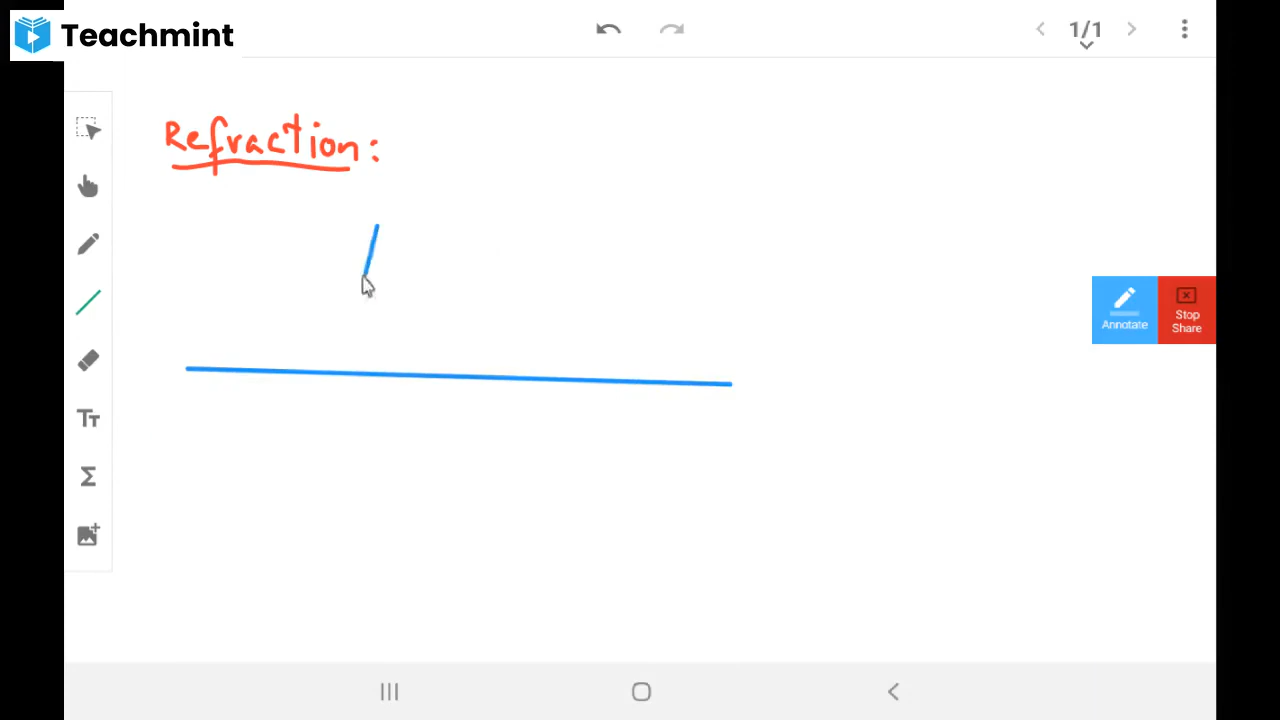 Teachmint
1/1
Refraction:
Annotate
Stop
Share